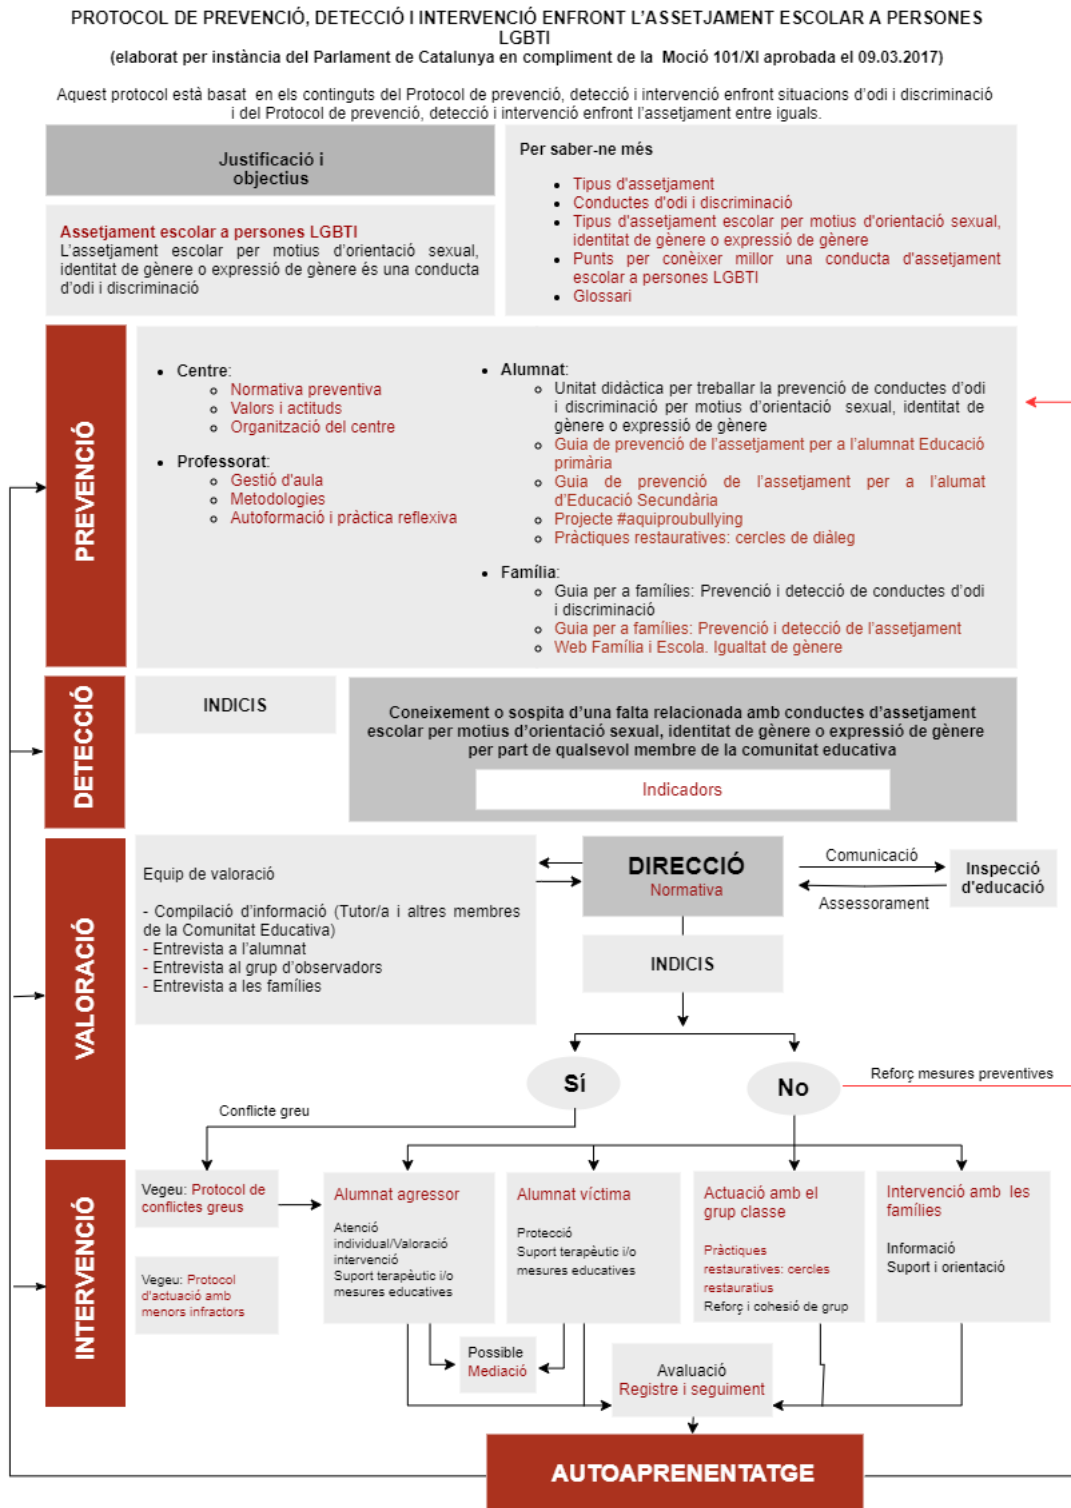 PROTOCOL DE PREVENCIÓ, DETECCIÓ I INTERVENCIÓ ENFRONT L'ASSETJAMENT ESCOLAR A PERSONES
LGBTI
(elaborat per instància del Parlament de Catalunya en compliment de la Moció 101/XI aprobada el 09.03.2017)
Aquest protocol està basat en els continguts del Protocol de prevenció, detecció i intervenció enfront situacions d'odi i discriminació
i del Protocol de prevenció, detecció i intervenció enfront l'assetjament entre iguals.
Justificació i
objectius
Assetjament escolar a persones LGBTI
L'assetjament escolar per motius d'orientació sexual,
identitat de gènere o expressió de gènere és una conducta
d'odi i discriminació
Per saber-ne més
• Tipus d'assetjament
• Conductes d'odi i discriminació
• Tipus d'assetjament escolar per motius d'orientació sexual,
identitat de gènere o expressió de gènere
• Punts per conèixer millor una conducta d'assetjament
escolar a persones LGBTI
• Glossari
PREVENCIÓ
• Centre:
o Normativa preventiva
o Valors i actituds
o Organització del centre
• Professorat:
o Gestió d'aula
o Metodologies
o Autoformació i pràctica reflexiva
• Alumnat:
o Unitat didàctica per treballar la prevenció de conductes d'odi
i discriminació per motius d'orientació sexual, identitat de
gènere o expressió de gènere
o Guia de prevenció de l'assetjament per a l'alumnat Educació
primària
o Guia de prevenció de l'assetjament per a l'alumat
d'Educació Secundària
o Projecte #aquiproubullying
o Pràctiques restauratives: cercles de diàleg
• Família:
o Guia per a famílies: Prevenció i detecció de conductes d'odi
i discriminació
o Guia per a famílies: Prevenció i detecció de l'assetjament
o Web Família i Escola. Igualtat de gènere
DETECCIÓ
INDICIS
Coneixement o sospita d'una falta relacionada amb conductes d'assetjament
escolar per motius d'orientació sexual, identitat de gènere o expressió de gènere
per part de qualsevol membre de la comunitat educativa
Indicadors
VALORACIÓ
Equip de valoració
- Compilació d'informació (Tutor/a i altres membres
de la Comunitat Educativa)
- Entrevista a l'alumnat
- Entrevista al grup d'observadors
- Entrevista a les famílies
DIRECCIÓ
Normativa
Comunicació
Assessorament
Inspecció
d'educació
INDICIS
Sí
No
Reforç mesures preventives
Conflicte greu
INTERVENCIÓ
Vegeu: Protocol de
conflictes greus
Vegeu: Protocol
d'actuació amb
menors infractors
Alumnat agressor
Atenció
individual/Valoració
intervenció
Suport terapèutic i/o
mesures educatives
Alumnat víctima
Protecció
Suport terapèutic i/o
mesures educatives
Actuació amb el
grup classe
Pràctiques
restauratives: cercles
restauratius
Reforç i cohesió de grup
Intervenció amb les
famílies
Informació
Suport i orientació
Possible
Mediació
Avaluació
Registre i seguiment
AUTOAPRENENTATGE